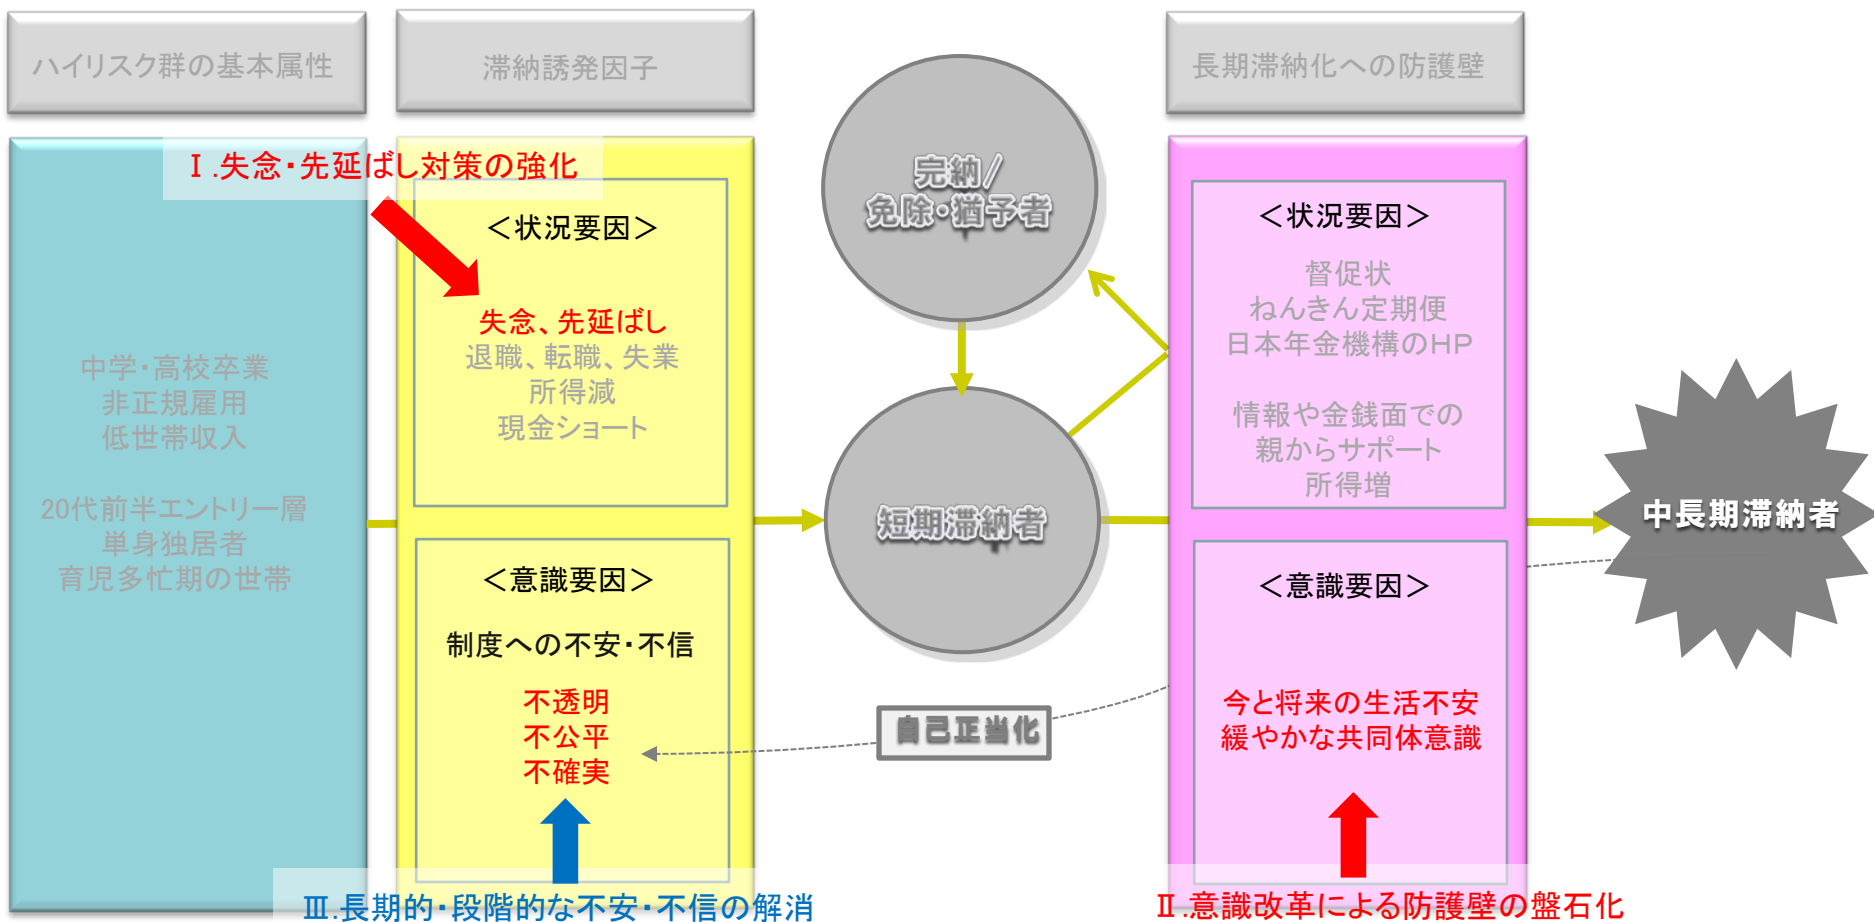 ハイリスク群の基本属性
滞納誘発因子
長期滞納化への防護壁
Ⅰ.失念・先延ばし対策の強化
中学・高校卒業
非正規雇用
低世帯収入
20代前半エントリー層
単身独居者
育児多忙期の世帯
＜状況要因＞
失念、先延ばし
退職、転職、失業
所得減
現金ショート
＜意識要因＞
制度への不安・不信
不透明
不公平
不確実
Ⅲ.長期的・段階的な不安・不信の解消
完納/
免除・猶予者
短期滞納者
自己正当化
＜状況要因＞
督促状
ねんきん定期便
日本年金機構のHP
情報や金銭面での
親からサポート
所得増
＜意識要因＞
今と将来の生活不安
緩やかな共同体意識
Ⅱ.意識改革による防護壁の盤石化
中長期滞納者